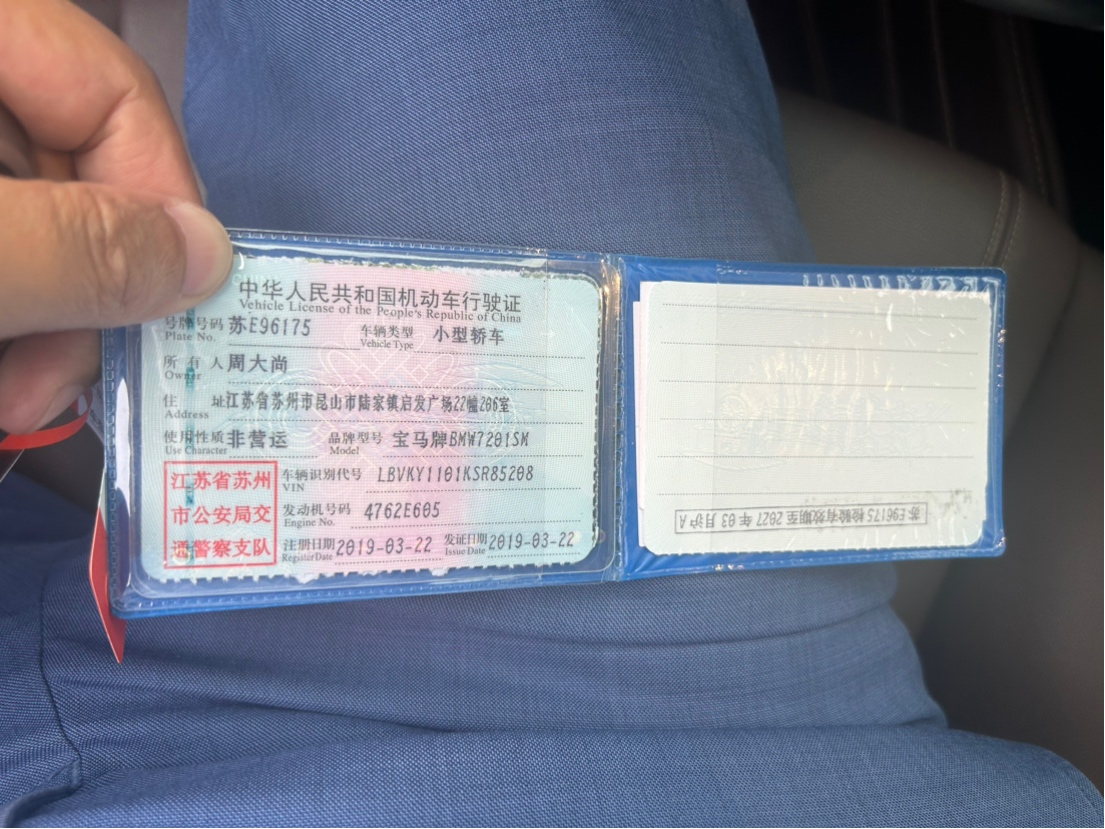 中华人民共和国机动车行驶证
Vehicle License of the People's Republic of China
号牌号码 苏E96175 车辆类型 小型轿车
Plate No. Vehicle Type
所有人 周大尚
Owner
住址 江苏省苏州市昆山市陆家镇启发广场22幢206室
Address
使用性质 非营运 品牌型号 宝马牌BMW7201SM
Use Character Model
江苏省苏州
市公安局交
通警察支队
车辆识别代号 LBVKY1101KSR85208
VIN
发动机号码 4762E605
Engine No.
注册日期 2019-03-22 发证日期 2019-03-22
Register Date Issue Date
苏E96175 检验有效期至 2027 年 03 月沪A